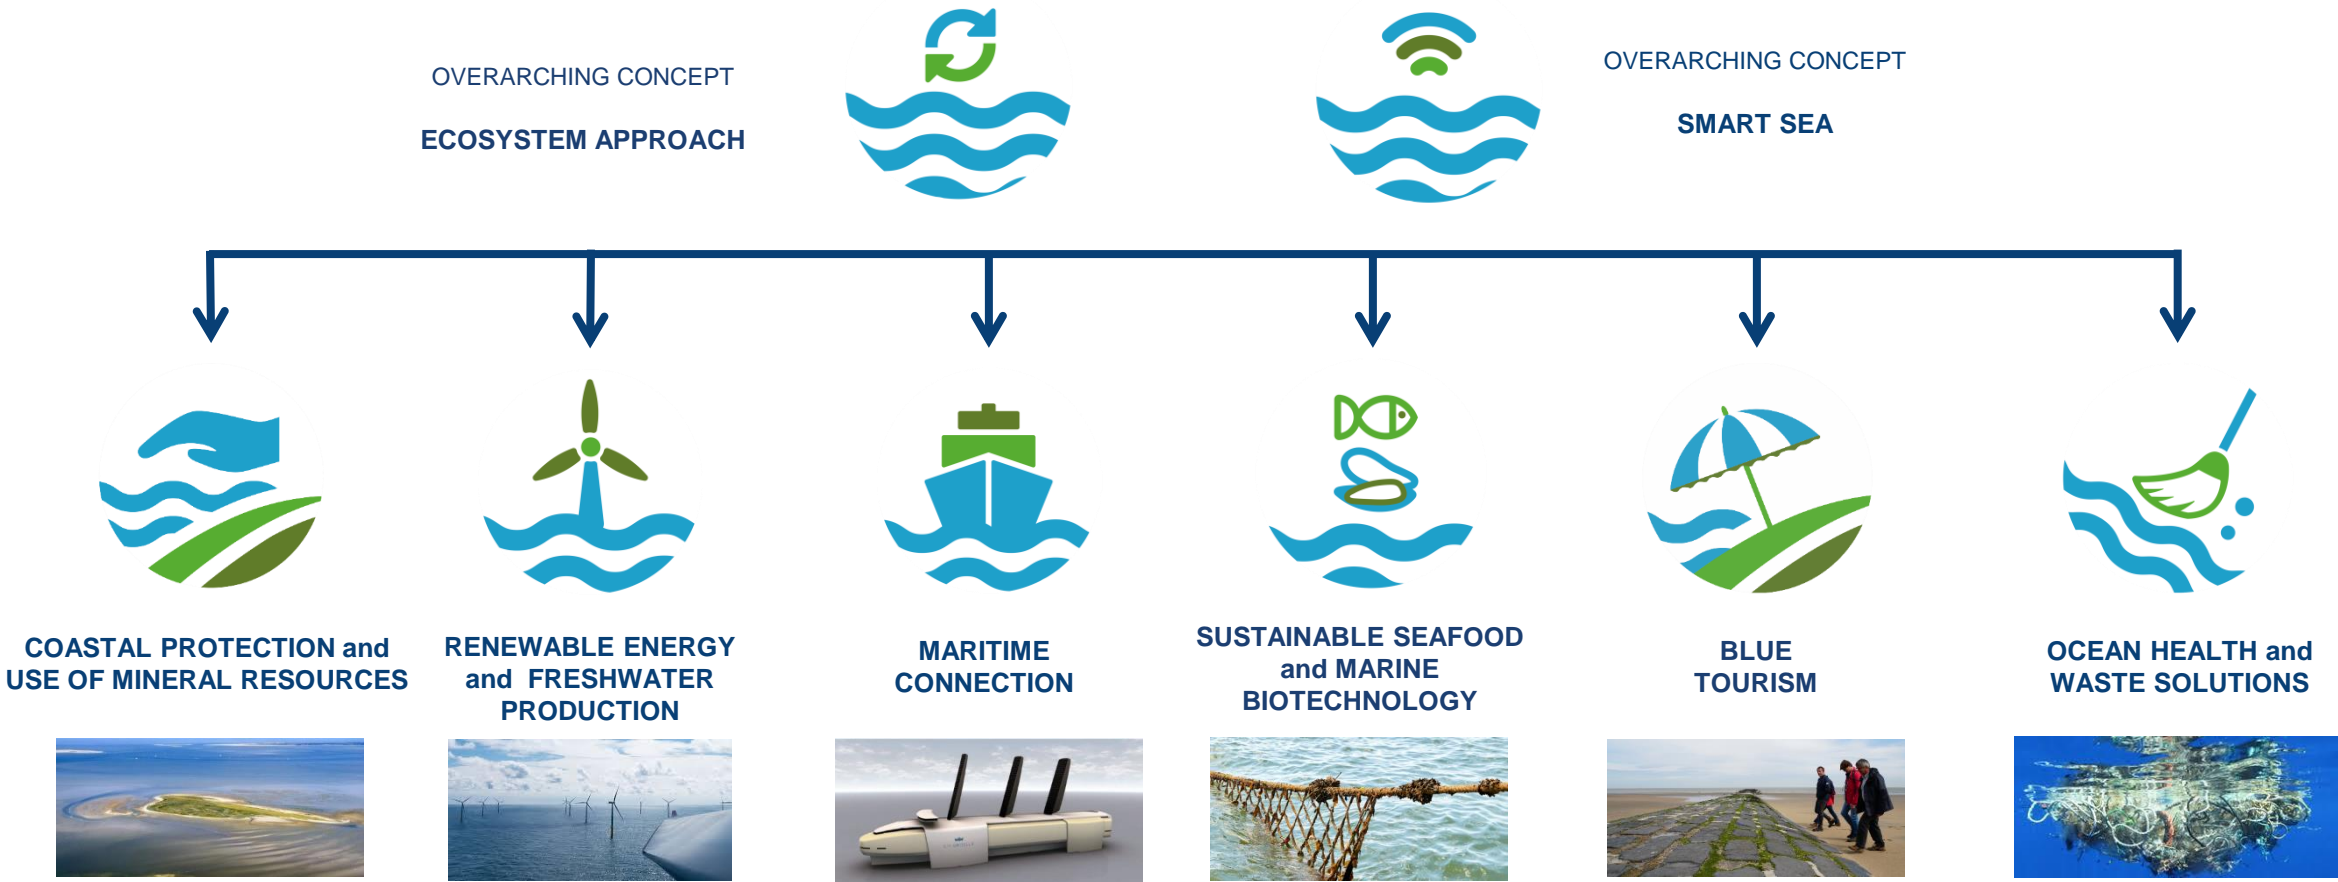 OVERARCHING CONCEPT
ECOSYSTEM APPROACH
OVERARCHING CONCEPT
SMART SEA
COASTAL PROTECTION and
USE OF MINERAL RESOURCES
RENEWABLE ENERGY
and FRESHWATER
PRODUCTION
MARITIME
CONNECTION
SUSTAINABLE SEAFOOD
and MARINE
BIOTECHNOLOGY
BLUE
TOURISM
OCEAN HEALTH and
WASTE SOLUTIONS